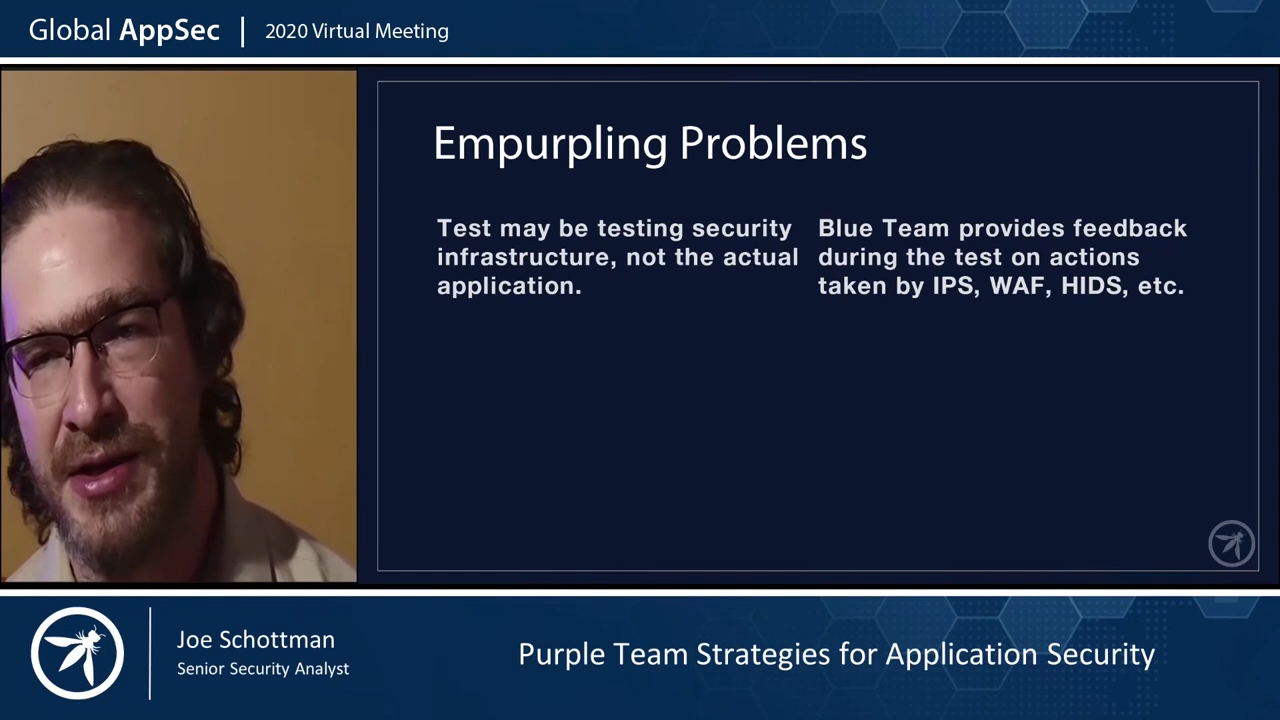 Global AppSec | 2020 Virtual Meeting
Empurpling Problems
Test may be testing security
infrastructure, not the actual
application.
Blue Team provides feedback
during the test on actions
taken by IPS, WAF, HIDS, etc.
Joe Schottman
Senior Security Analyst
Purple Team Strategies for Application Security